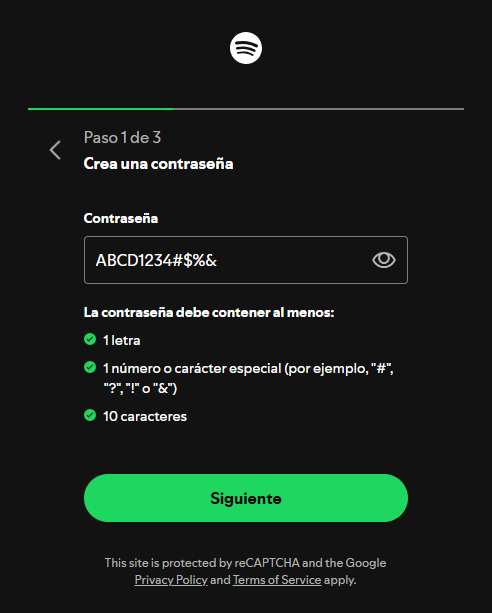 Paso 1 de 3
Crea una contraseña
Contraseña
ABCD1234#$%&
La contraseña debe contener al menos:
1 letra
1 número o carácter especial (por ejemplo, "#",
"?", "!" o "&")
10 caracteres
Siguiente
This site is protected by reCAPTCHA and the Google
Privacy Policy and Terms of Service apply.